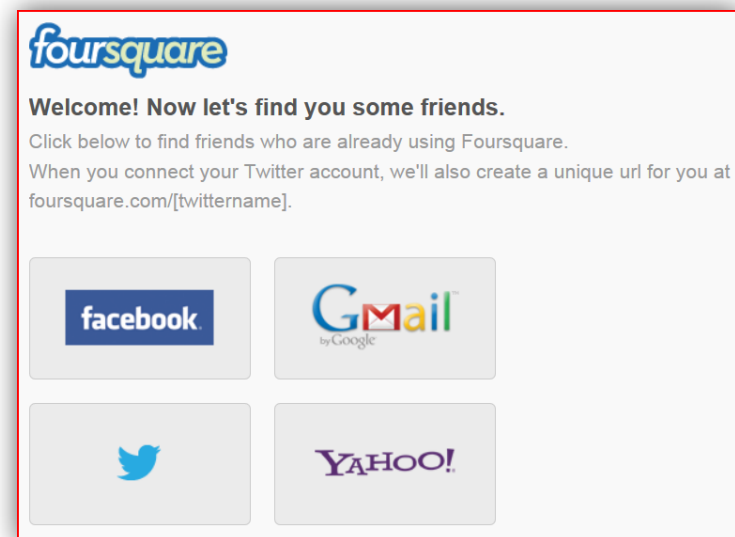 foursquare
Welcome! Now let's find you some friends.
Click below to find friends who are already using Foursquare.
When you connect your Twitter account, we'll also create a unique url for you at
foursquare.com/[twittername].
facebook.
Gmail™
by Google
YAHOO!